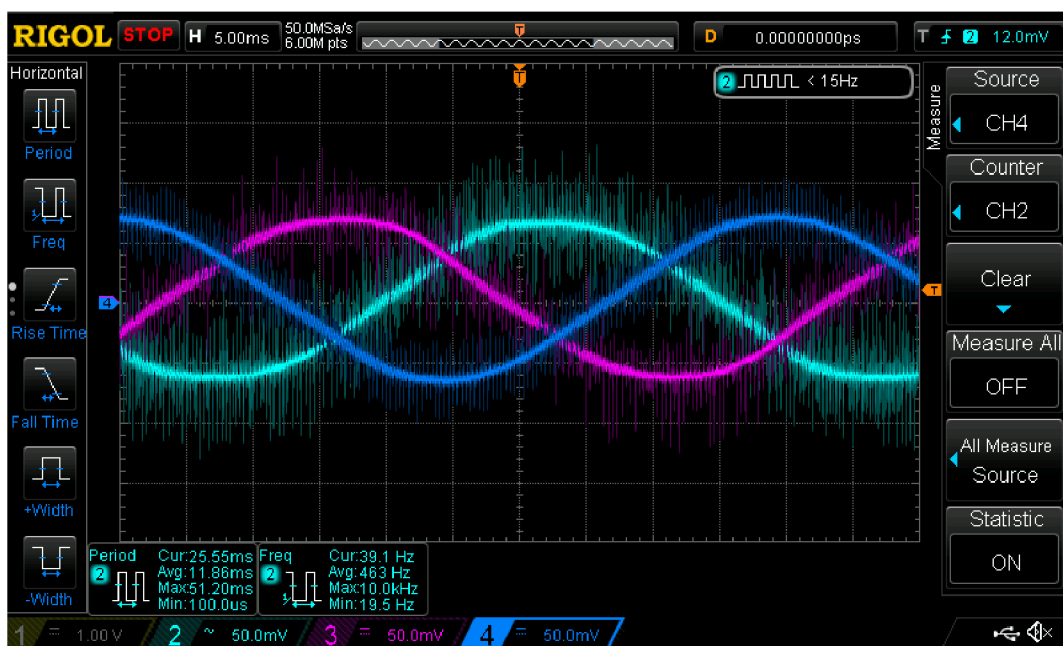 RIGOL STOP H 5.00ms 50.0MSa/s 6.00M pts T D 0.00000000ps T 2 12.0mV
Horizontal
Period
Freq
Rise Time
Fall Time
+Width
-Width
T
2 < 15Hz
4
T
Measure
Source
CH4
Counter
CH2
Clear
Measure All
OFF
All Measure
Source
Statistic
ON
Period Cur:25.55ms
2 Avg:11.86ms
Max:51.20ms
Min:100.0us
Freq Cur:39.1 Hz
2 Avg:463 Hz
Max:10.0kHz
Min:19.5 Hz
1 = 1.00 V 2 ~ 50.0mV 3 = 50.0mV 4 = 50.0mV